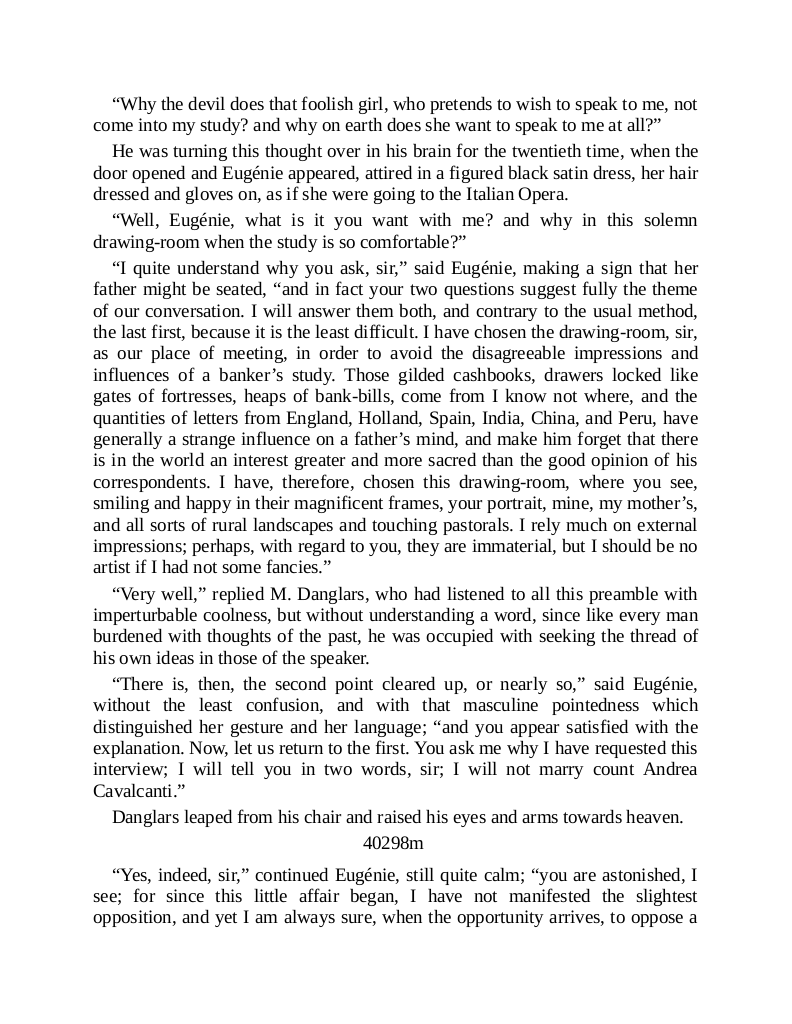 “Why the devil does that foolish girl, who pretends to wish to speak to me, not
come into my study? and why on earth does she want to speak to me at all?”
He was turning this thought over in his brain for the twentieth time, when the
door opened and Eugénie appeared, attired in a figured black satin dress, her hair
dressed and gloves on, as if she were going to the Italian Opera.
“Well, Eugénie, what is it you want with me? and why in this solemn
drawing-room when the study is so comfortable?”
“I quite understand why you ask, sir,” said Eugénie, making a sign that her
father might be seated, “and in fact your two questions suggest fully the theme
of our conversation. I will answer them both, and contrary to the usual method,
the last first, because it is the least difficult. I have chosen the drawing-room, sir,
as our place of meeting, in order to avoid the disagreeable impressions and
influences of a banker’s study. Those gilded cashbooks, drawers locked like
gates of fortresses, heaps of bank-bills, come from I know not where, and the
quantities of letters from England, Holland, Spain, India, China, and Peru, have
generally a strange influence on a father’s mind, and make him forget that there
is in the world an interest greater and more sacred than the good opinion of his
correspondents. I have, therefore, chosen this drawing-room, where you see,
smiling and happy in their magnificent frames, your portrait, mine, my mother’s,
and all sorts of rural landscapes and touching pastorals. I rely much on external
impressions; perhaps, with regard to you, they are immaterial, but I should be no
artist if I had not some fancies.”
“Very well,” replied M. Danglars, who had listened to all this preamble with
imperturbable coolness, but without understanding a word, since like every man
burdened with thoughts of the past, he was occupied with seeking the thread of
his own ideas in those of the speaker.
“There is, then, the second point cleared up, or nearly so,” said Eugénie,
without the least confusion, and with that masculine pointedness which
distinguished her gesture and her language; “and you appear satisfied with the
explanation. Now, let us return to the first. You ask me why I have requested this
interview; I will tell you in two words, sir; I will not marry count Andrea
Cavalcanti.”
Danglars leaped from his chair and raised his eyes and arms towards heaven.
40298m
“Yes, indeed, sir,” continued Eugénie, still quite calm; “you are astonished, I
see; for since this little affair began, I have not manifested the slightest
opposition, and yet I am always sure, when the opportunity arrives, to oppose a